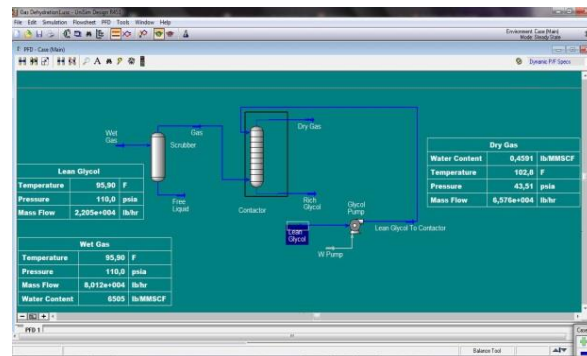 Gas Dehydration.usc - UniSim Design R400
File Edit Simulation Flowsheet PFD Tools Window Help
Environment: Case (Main)
Mode: Steady State
PFD - Case (Main)
Dynamic P/F Specs
Wet
Gas
Scrubber
Gas
Free
Liquid
Contactor
Dry Gas
Rich
Glycol
Lean
Glycol
Glycol
Pump
Lean Glycol To Contactor
W Pump
Lean Glycol
Temperature 95,90 F
Pressure 110,0 psia
Mass Flow 2,205e+004 lb/hr
Wet Gas
Temperature 95,90 F
Pressure 110,0 psia
Mass Flow 8,012e+004 lb/hr
Water Content 6505 lb/MMSCF
Dry Gas
Water Content 0,4591 lb/MMSCF
Temperature 102,8 F
Pressure 43,51 psia
Mass Flow 6,576e+004 lb/hr
PFD 1
Balance Tool
Case